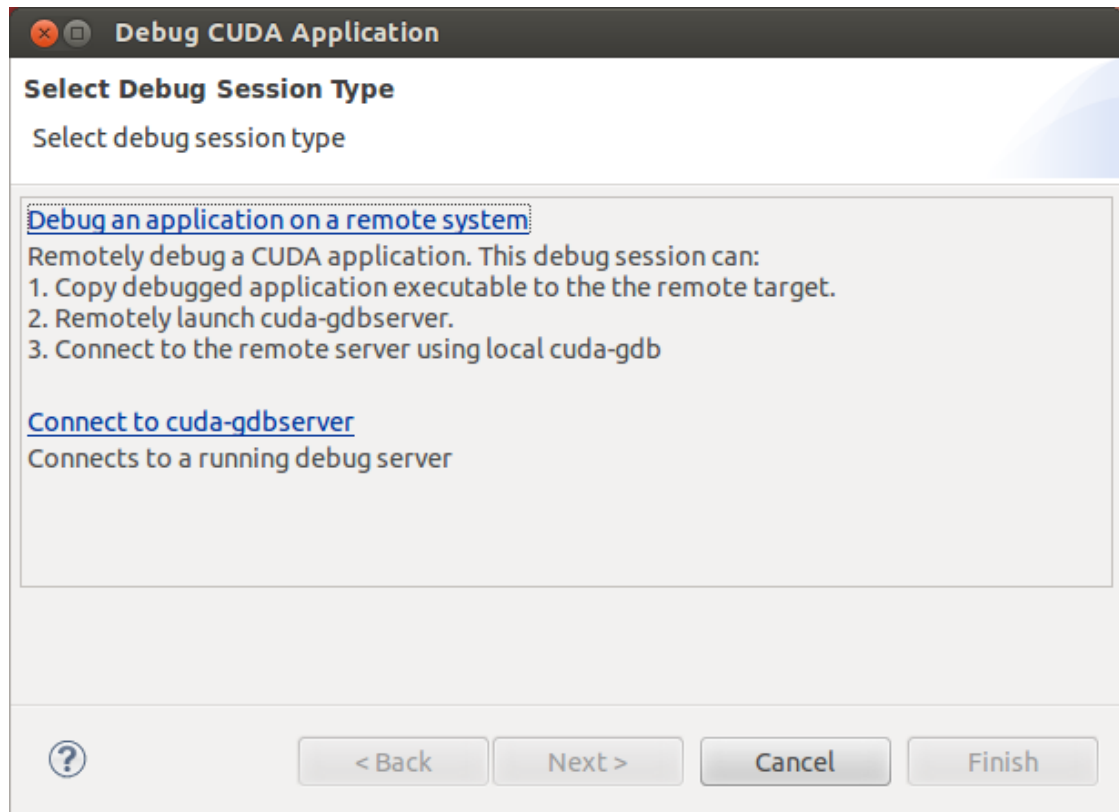 Debug CUDA Application
Select Debug Session Type
Select debug session type
Debug an application on a remote system
Remotely debug a CUDA application. This debug session can:
1. Copy debugged application executable to the the remote target.
2. Remotely launch cuda-gdbserver.
3. Connect to the remote server using local cuda-gdb
Connect to cuda-gdbserver
Connects to a running debug server
?
< Back
Next >
Cancel
Finish